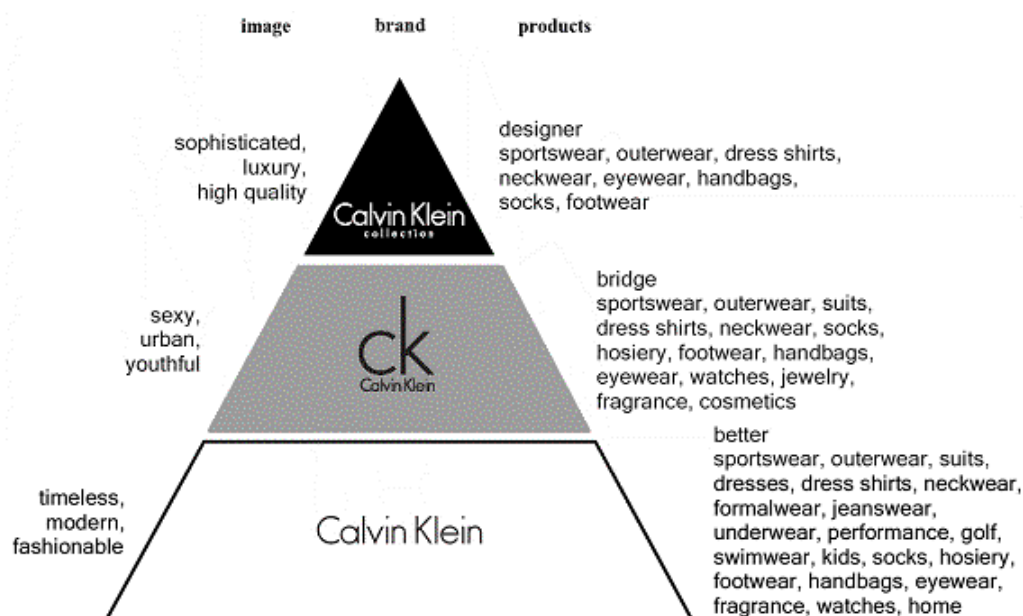 image brand products
sophisticated,
luxury,
high quality
Calvin Klein
collection
designer
sportswear, outerwear, dress shirts,
neckwear, eyewear, handbags,
socks, footwear
sexy,
urban,
youthful
ck
Calvin Klein
bridge
sportswear, outerwear, suits,
dress shirts, neckwear, socks,
hosiery, footwear, handbags,
eyewear, watches, jewelry,
fragrance, cosmetics
timeless,
modern,
fashionable
Calvin Klein
better
sportswear, outerwear, suits,
dresses, dress shirts, neckwear,
formalwear, jeanswear,
underwear, performance, golf,
swimwear, kids, socks, hosiery,
footwear, handbags, eyewear,
fragrance, watches, home